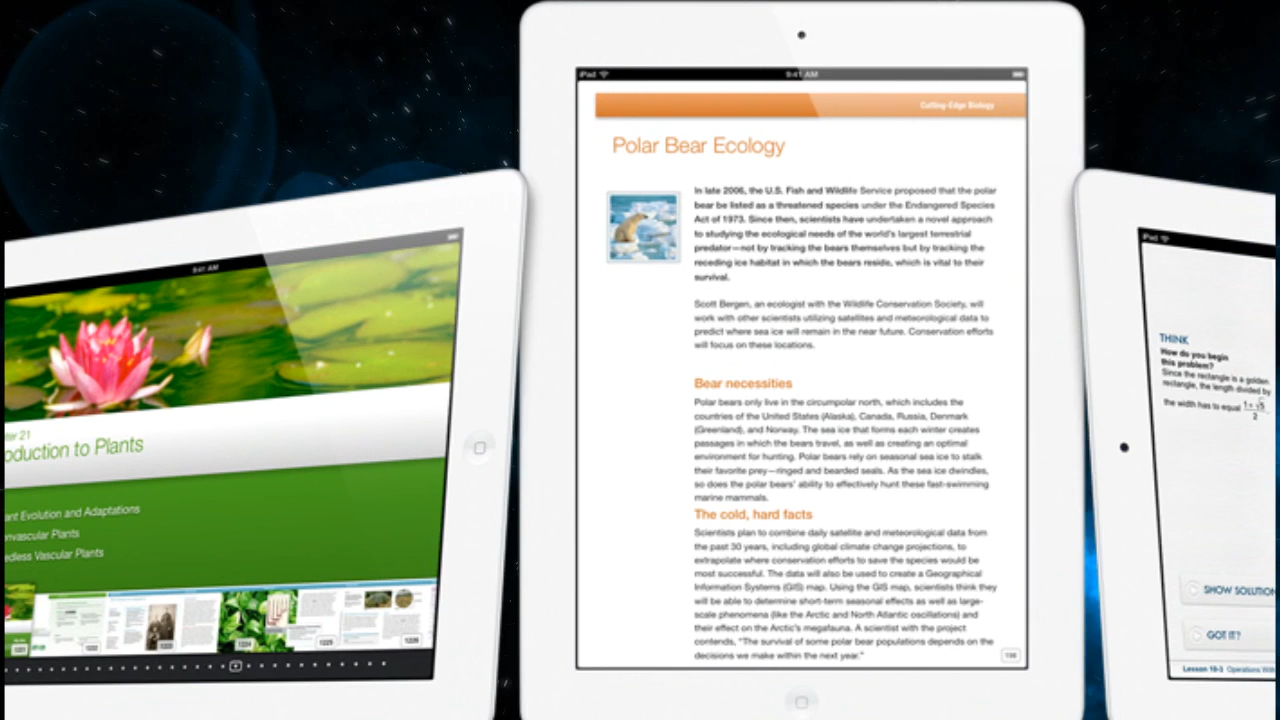 9:41 AM
ter 21
oduction to Plants
ant Evolution and Adaptations
nvascular Plants
edless Vascular Plants
iPad
9:41 AM
Cutting-Edge Biology
Polar Bear Ecology
In late 2006, the U.S. Fish and Wildlife Service proposed that the polar
bear be listed as a threatened species under the Endangered Species
Act of 1973. Since then, scientists have undertaken a novel approach
to studying the ecological needs of the world's largest terrestrial
predator—not by tracking the bears themselves but by tracking the
receding ice habitat in which the bears reside, which is vital to their
survival.
Scott Bergen, an ecologist with the Wildlife Conservation Society, will
work with other scientists utilizing satellites and meteorological data to
predict where sea ice will remain in the near future. Conservation efforts
will focus on these locations.
Bear necessities
Polar bears only live in the circumpolar north, which includes the
countries of the United States (Alaska), Canada, Russia, Denmark
(Greenland), and Norway. The sea ice that forms each winter creates
passages in which the bears travel, as well as creating an optimal
environment for hunting. Polar bears rely on seasonal sea ice to stalk
their favorite prey—ringed and bearded seals. As the sea ice dwindles,
so does the polar bears' ability to effectively hunt these fast-swimming
marine mammals.
The cold, hard facts
Scientists plan to combine daily satellite and meteorological data from
the past 30 years, including global climate change projections, to
extrapolate where conservation efforts to save the species would be
most successful. The data will also be used to create a Geographical
Information Systems (GIS) map. Using the GIS map, scientists think they
will be able to determine short-term seasonal effects as well as large-
scale phenomena (like the Arctic and North Atlantic oscillations) and
their effect on the Arctic's megafauna. A scientist with the project
contends, "The survival of some polar bear populations depends on the
decisions we make within the next year."
198
iPad
THINK
How do you begin
this problem?
Since the rectangle is a golden
rectangle, the length divided by
the width has to equal (1 + √5)/2.
SHOW SOLUTION
GOT IT?
Lesson 10-3 Operations With